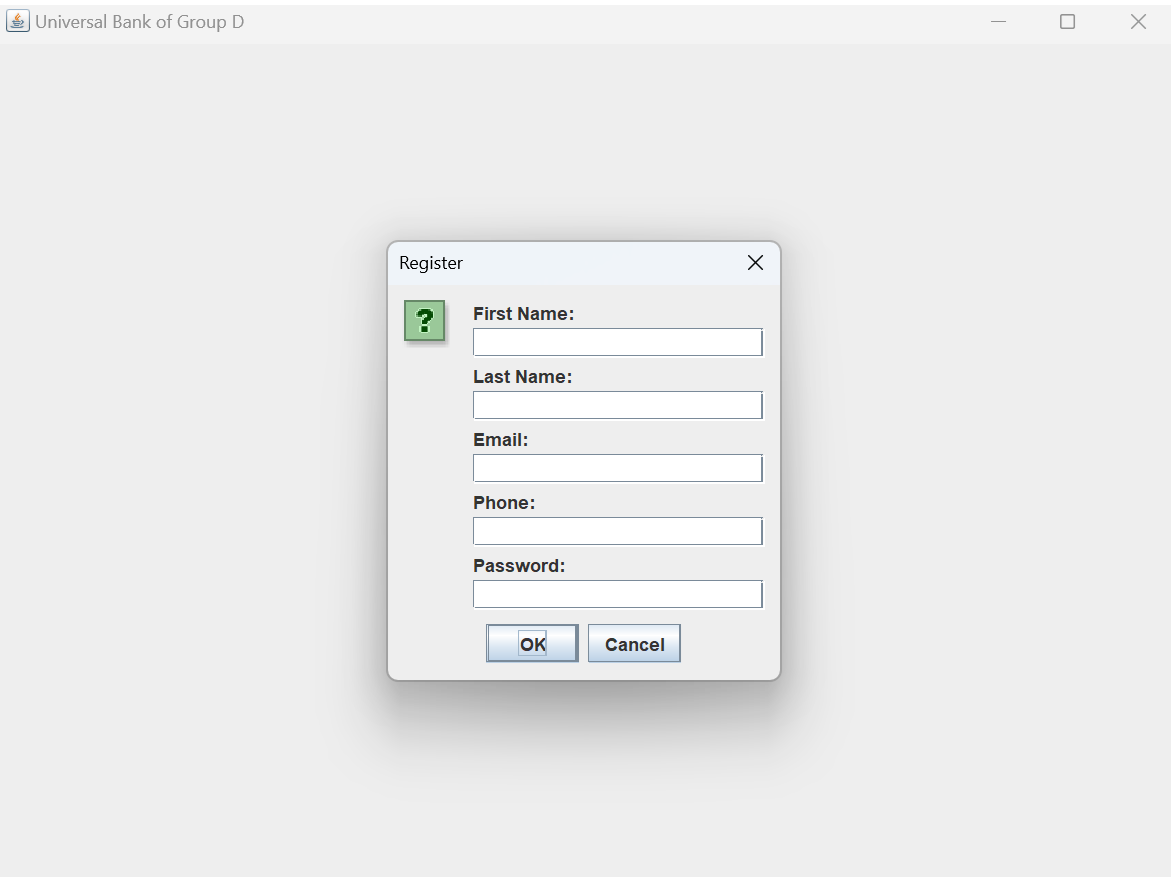 Universal Bank of Group D
Register
?
First Name:
Last Name:
Email:
Phone:
Password:
OK Cancel